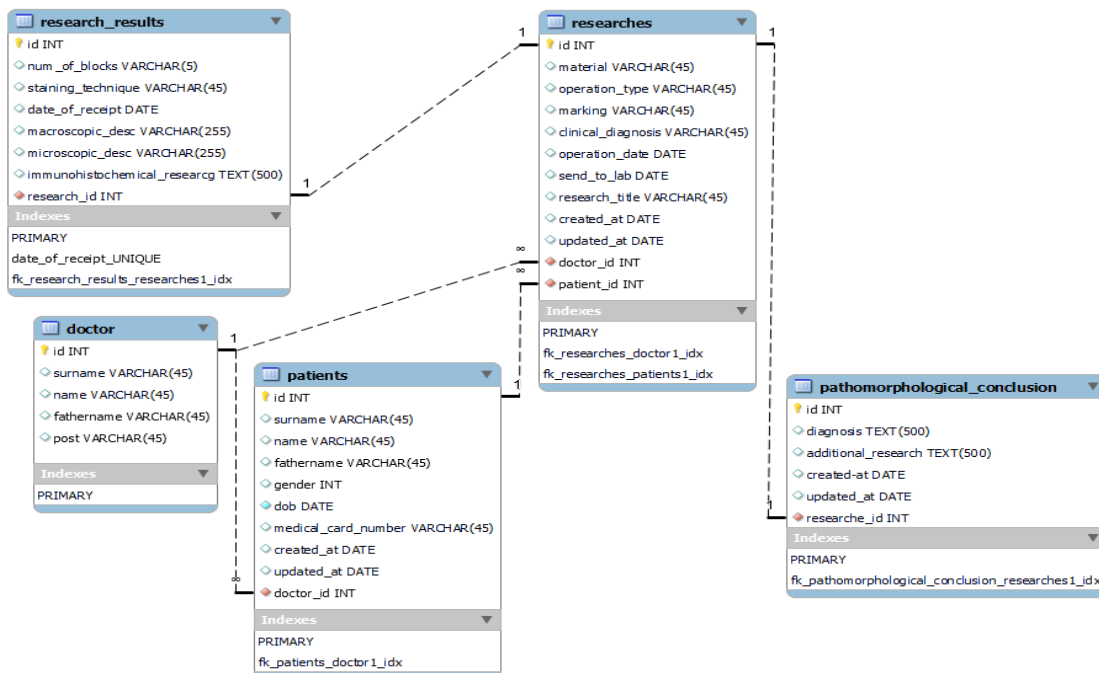 research_results
id INT
num_of_blocks VARCHAR(5)
staining_technique VARCHAR(45)
date_of_receipt DATE
macroscopic_desc VARCHAR(255)
microscopic_desc VARCHAR(255)
immunohistochemical_researcg TEXT(500)
research_id INT
Indexes
PRIMARY
date_of_receipt_UNIQUE
fk_research_results_researches1_idx
1
1
researches
id INT
material VARCHAR(45)
operation_type VARCHAR(45)
marking VARCHAR(45)
clinical_diagnosis VARCHAR(45)
operation_date DATE
send_to_lab DATE
research_title VARCHAR(45)
created_at DATE
updated_at DATE
doctor_id INT
patient_id INT
Indexes
PRIMARY
fk_researches_doctor1_idx
fk_researches_patients1_idx
1
∞
∞
doctor
id INT
surname VARCHAR(45)
name VARCHAR(45)
fathername VARCHAR(45)
post VARCHAR(45)
Indexes
PRIMARY
1
patients
id INT
surname VARCHAR(45)
name VARCHAR(45)
fathername VARCHAR(45)
gender INT
dob DATE
medical_card_number VARCHAR(45)
created_at DATE
updated_at DATE
doctor_id INT
Indexes
PRIMARY
fk_patients_doctor1_idx
1
∞
pathomorphological_conclusion
id INT
diagnosis TEXT(500)
additional_research TEXT(500)
created-at DATE
updated_at DATE
researche_id INT
Indexes
PRIMARY
fk_pathomorphological_conclusion_researches1_idx
1